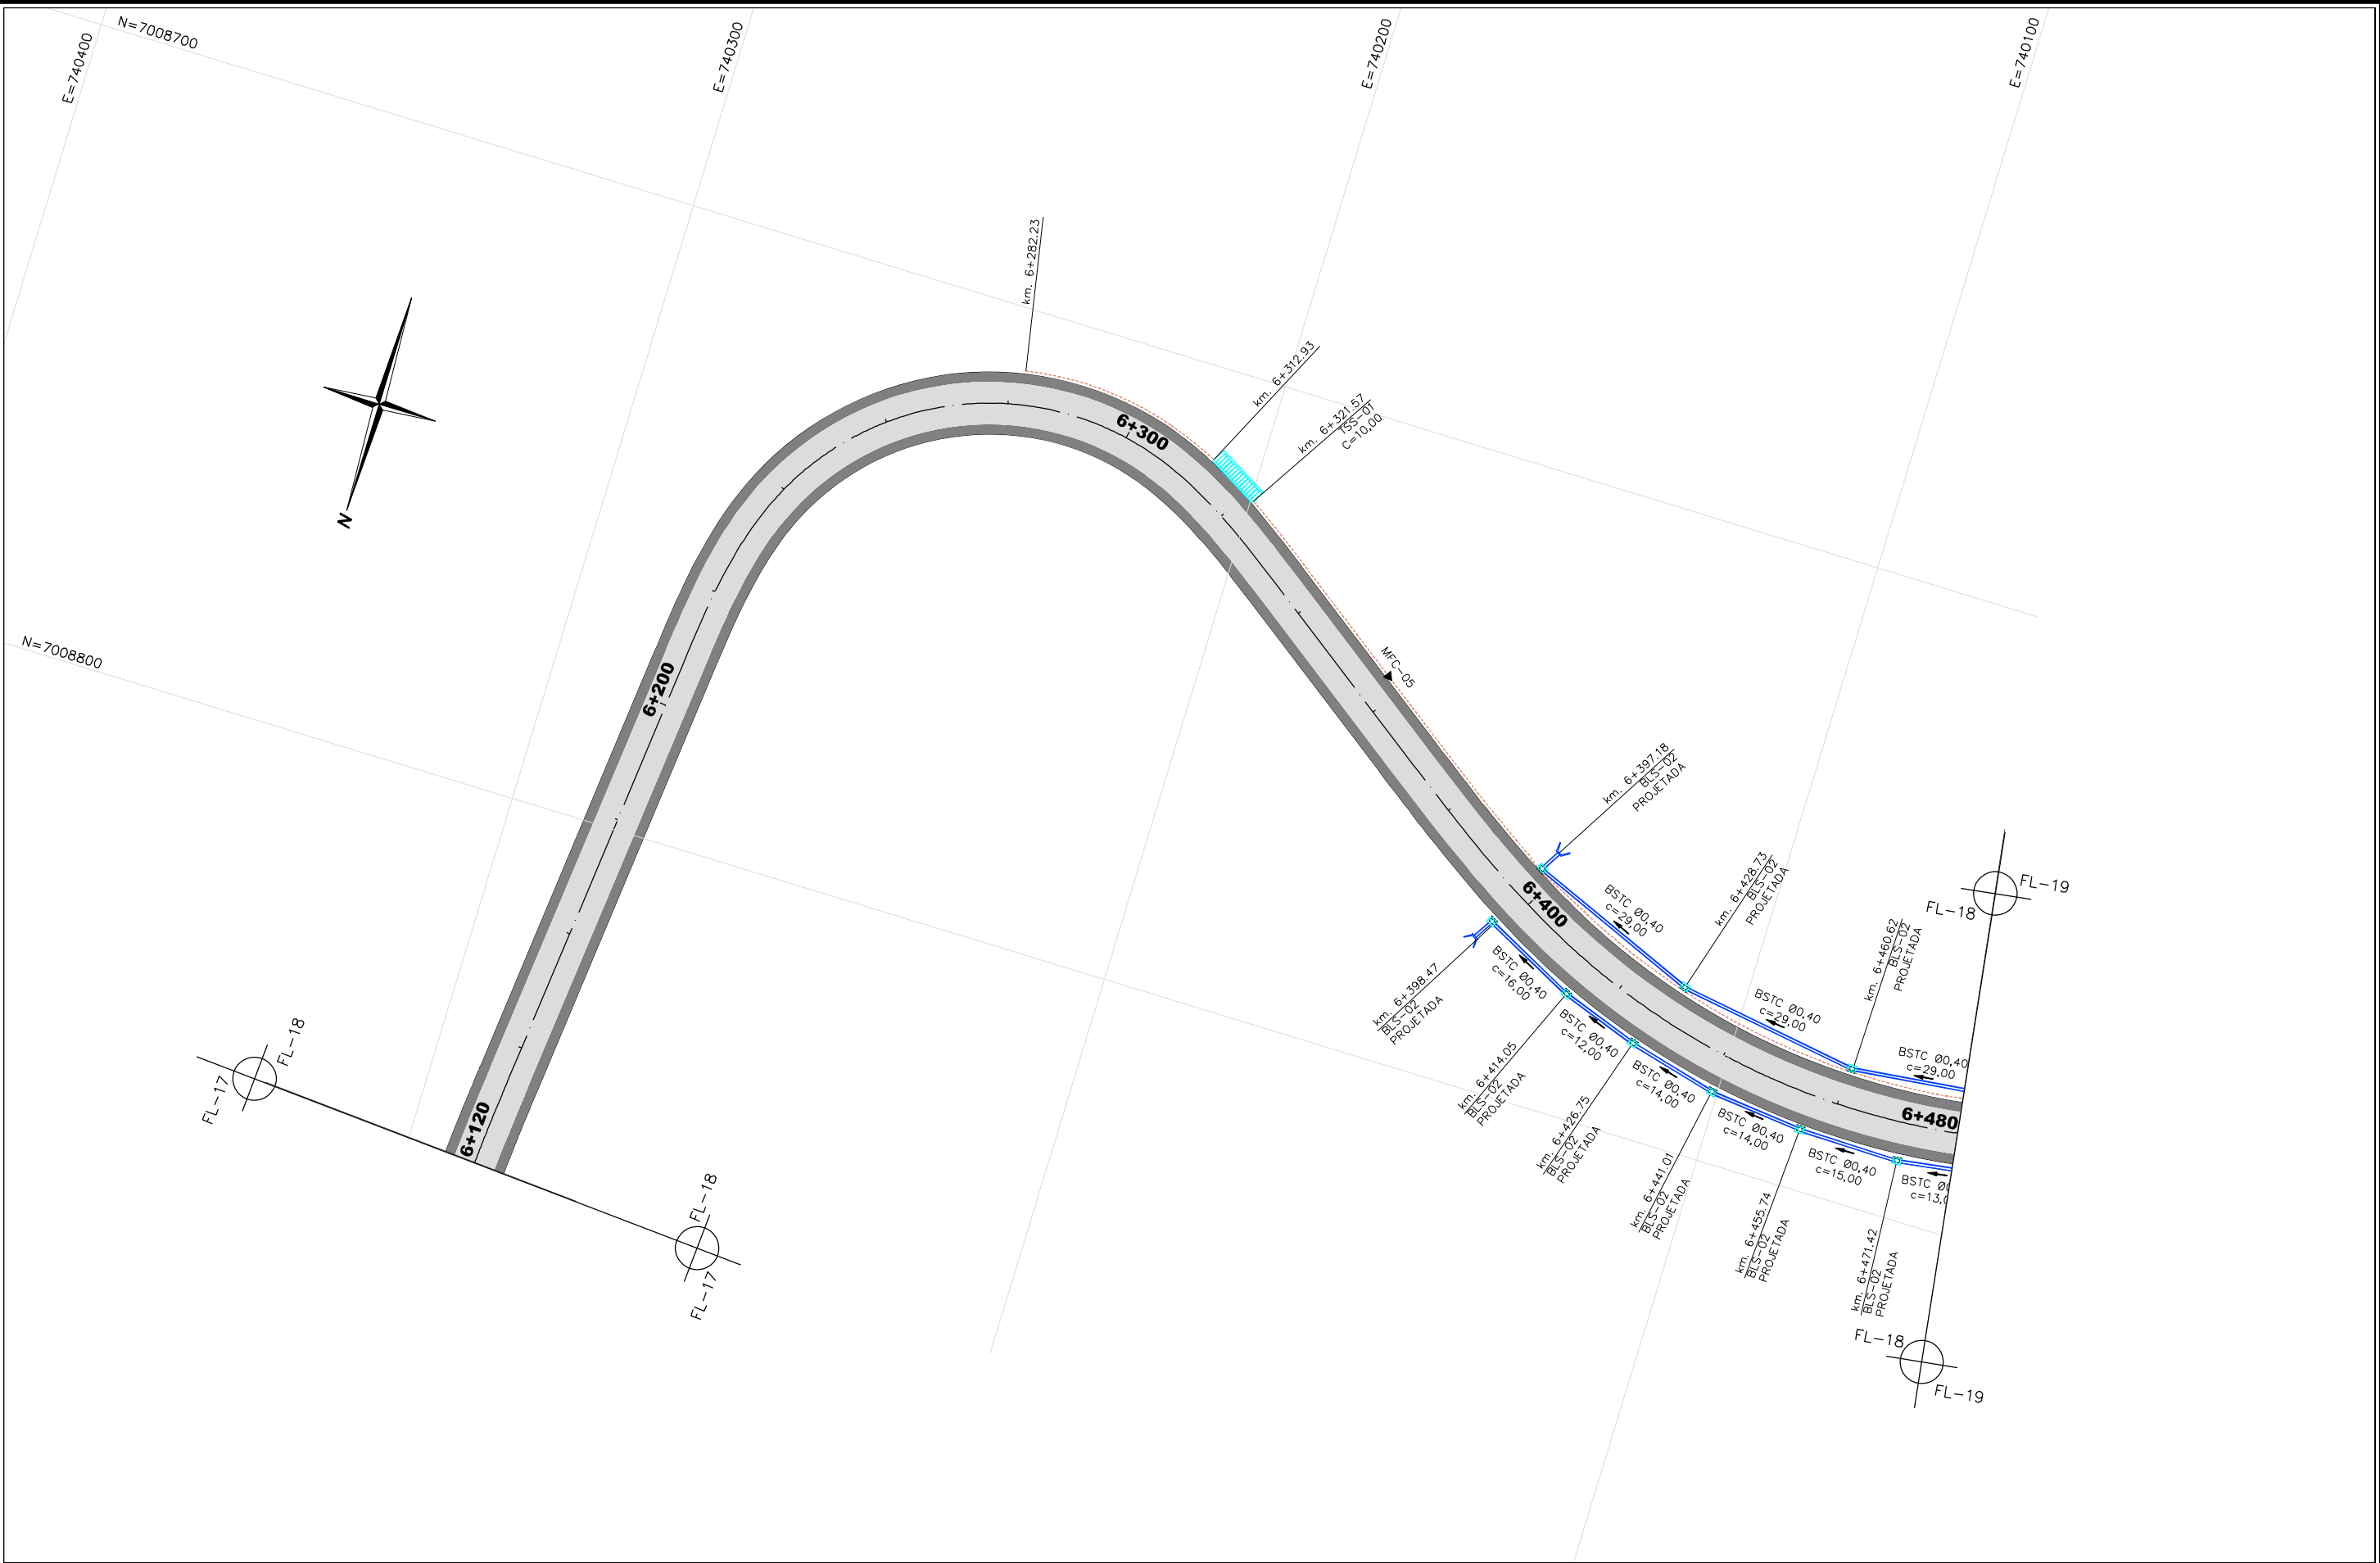 E=740400
N=7008700
E=740300
E=740200
E=740100
km. 6+282.23
km. 6+312.93
km. 6+321.57
TSS-01
C=10,00
6+300
N
N=7008800
6+200
MFC-05
km. 6+397.18
BLS-02
PROJETADA
6+400
BSTC Ø0,40
c=29,00
km. 6+428.73
BLS-02
PROJETADA
BSTC Ø0,40
c=29,00
km. 6+460.62
BLS-02
PROJETADA
BSTC Ø0,40
c=29,00
FL-19
FL-18
km. 6+398.47
BLS-02
PROJETADA
BSTC Ø0,40
c=16,00
km. 6+414.05
BLS-02
PROJETADA
BSTC Ø0,40
c=12,00
km. 6+426.75
BLS-02
PROJETADA
BSTC Ø0,40
c=14,00
km. 6+441.01
BLS-02
PROJETADA
BSTC Ø0,40
c=14,00
km. 6+455.74
BLS-02
PROJETADA
BSTC Ø0,40
c=15,00
km. 6+471.42
BLS-02
PROJETADA
BSTC
6+480
FL-18
FL-17
6+120
FL-18
FL-17
FL-18
FL-19